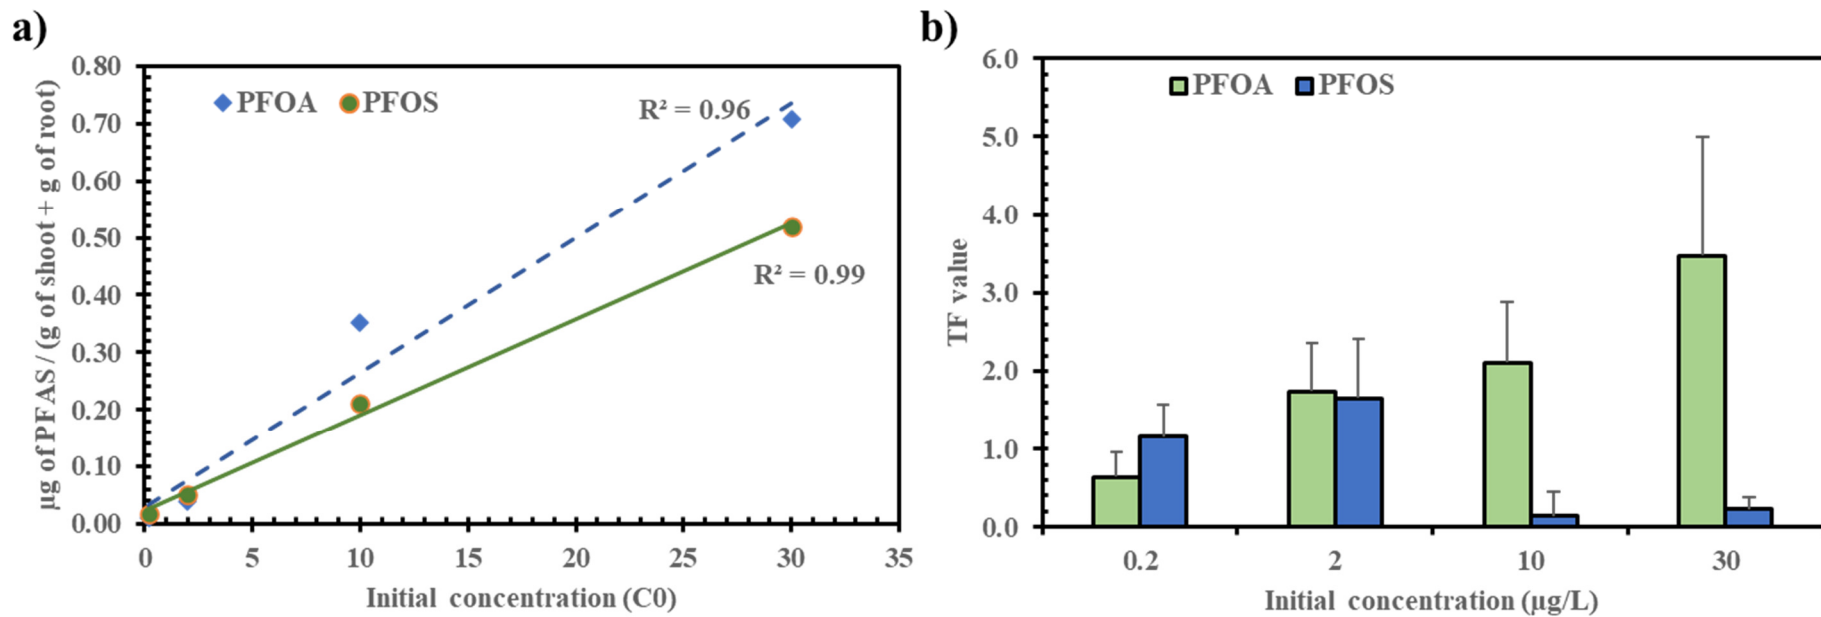 a)
µg of PFAS / (g of shoot + g of root)
0.80
0.70
0.60
0.50
0.40
0.30
0.20
0.10
0.00
PFOA PFOS
R² = 0.96
R² = 0.99
0 5 10 15 20 25 30 35
Initial concentration (C0)
b)
TF value
6.0
5.0
4.0
3.0
2.0
1.0
0.0
PFOA PFOS
0.2 2 10 30
Initial concentration (µg/L)